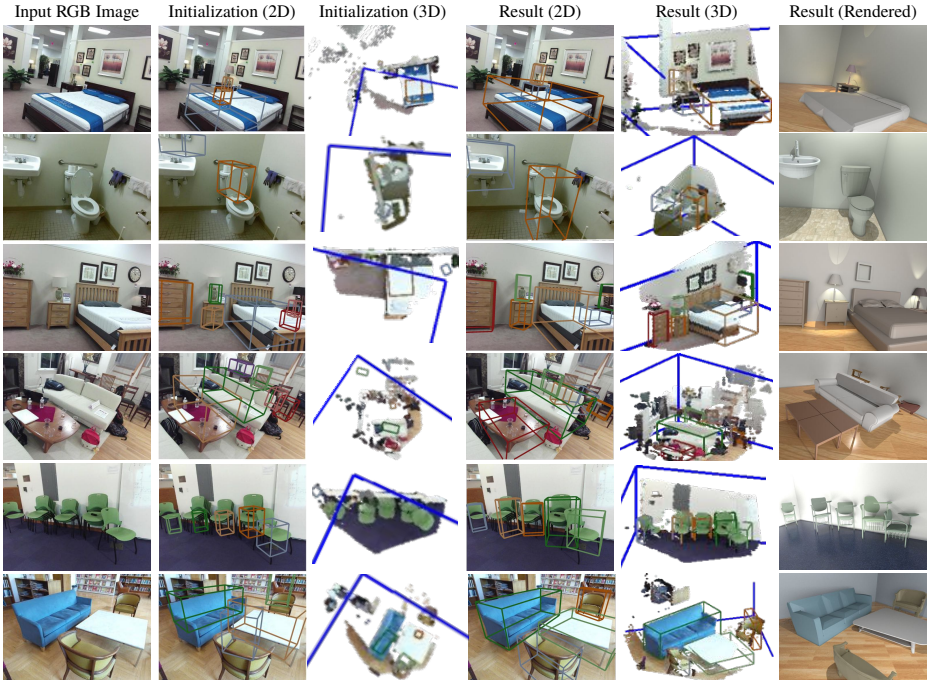 Input RGB Image Initialization (2D) Initialization (3D) Result (2D) Result (3D) Result (Rendered)